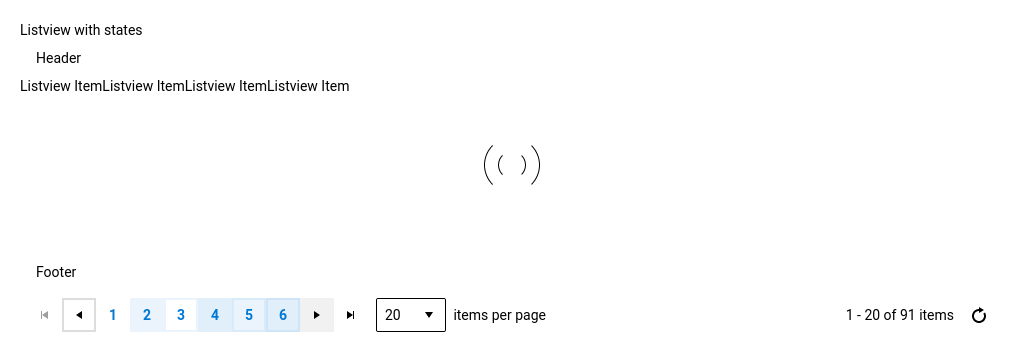 Listview with states
Header
Listview ItemListview ItemListview ItemListview Item
Footer
1 2 3 4 5 6 20 items per page 1 - 20 of 91 items